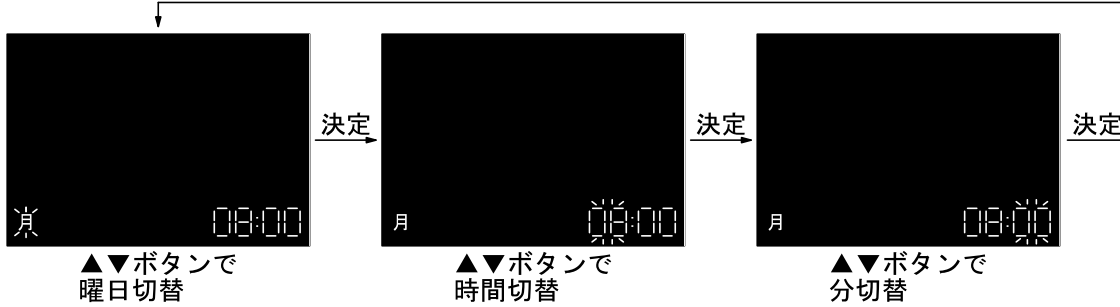 月 08:00
▲▼ボタンで
曜日切替
決定
月 08:00
▲▼ボタンで
時間切替
決定
月 08:00
▲▼ボタンで
分切替
決定